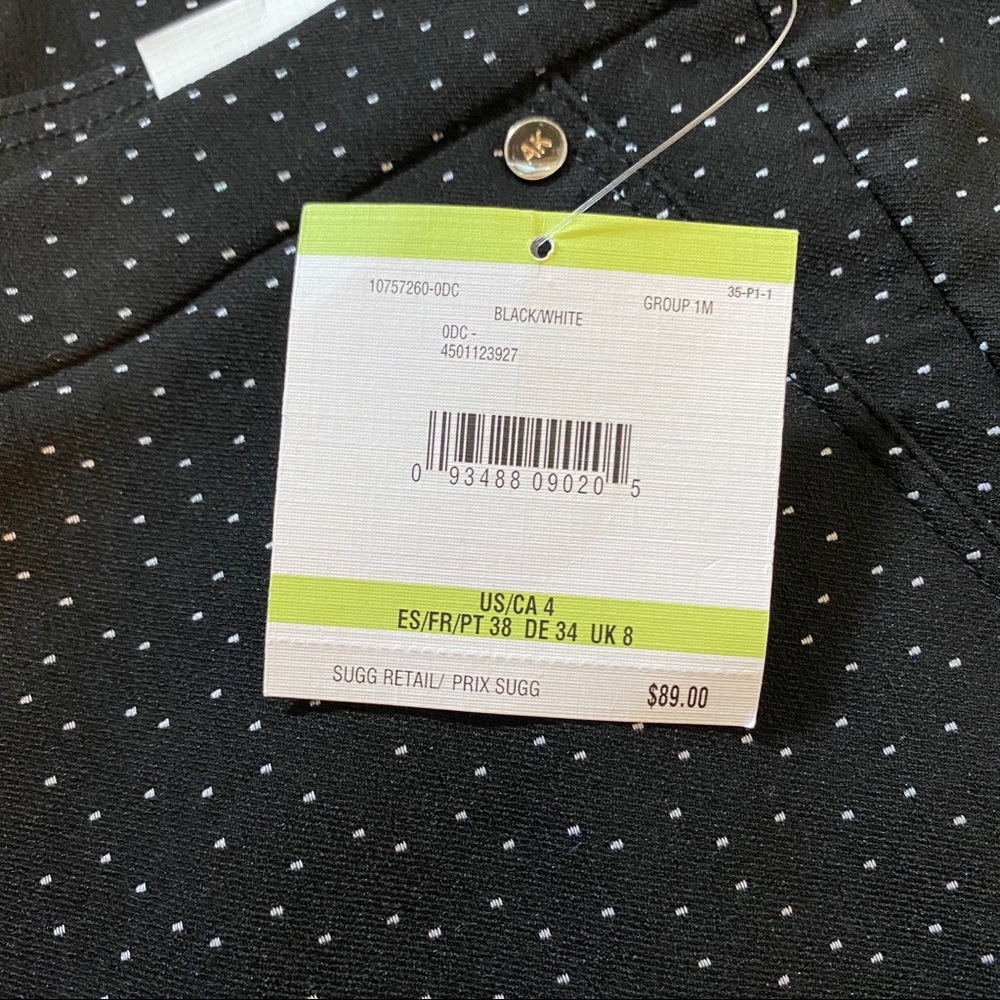 AK
10757260-0DC
35-P1-1
GROUP 1M
BLACK/WHITE
0DC -
4501123927
0 93488 09020 5
US/CA 4
ES/FR/PT 38 DE 34 UK 8
SUGG RETAIL/ PRIX SUGG $89.00